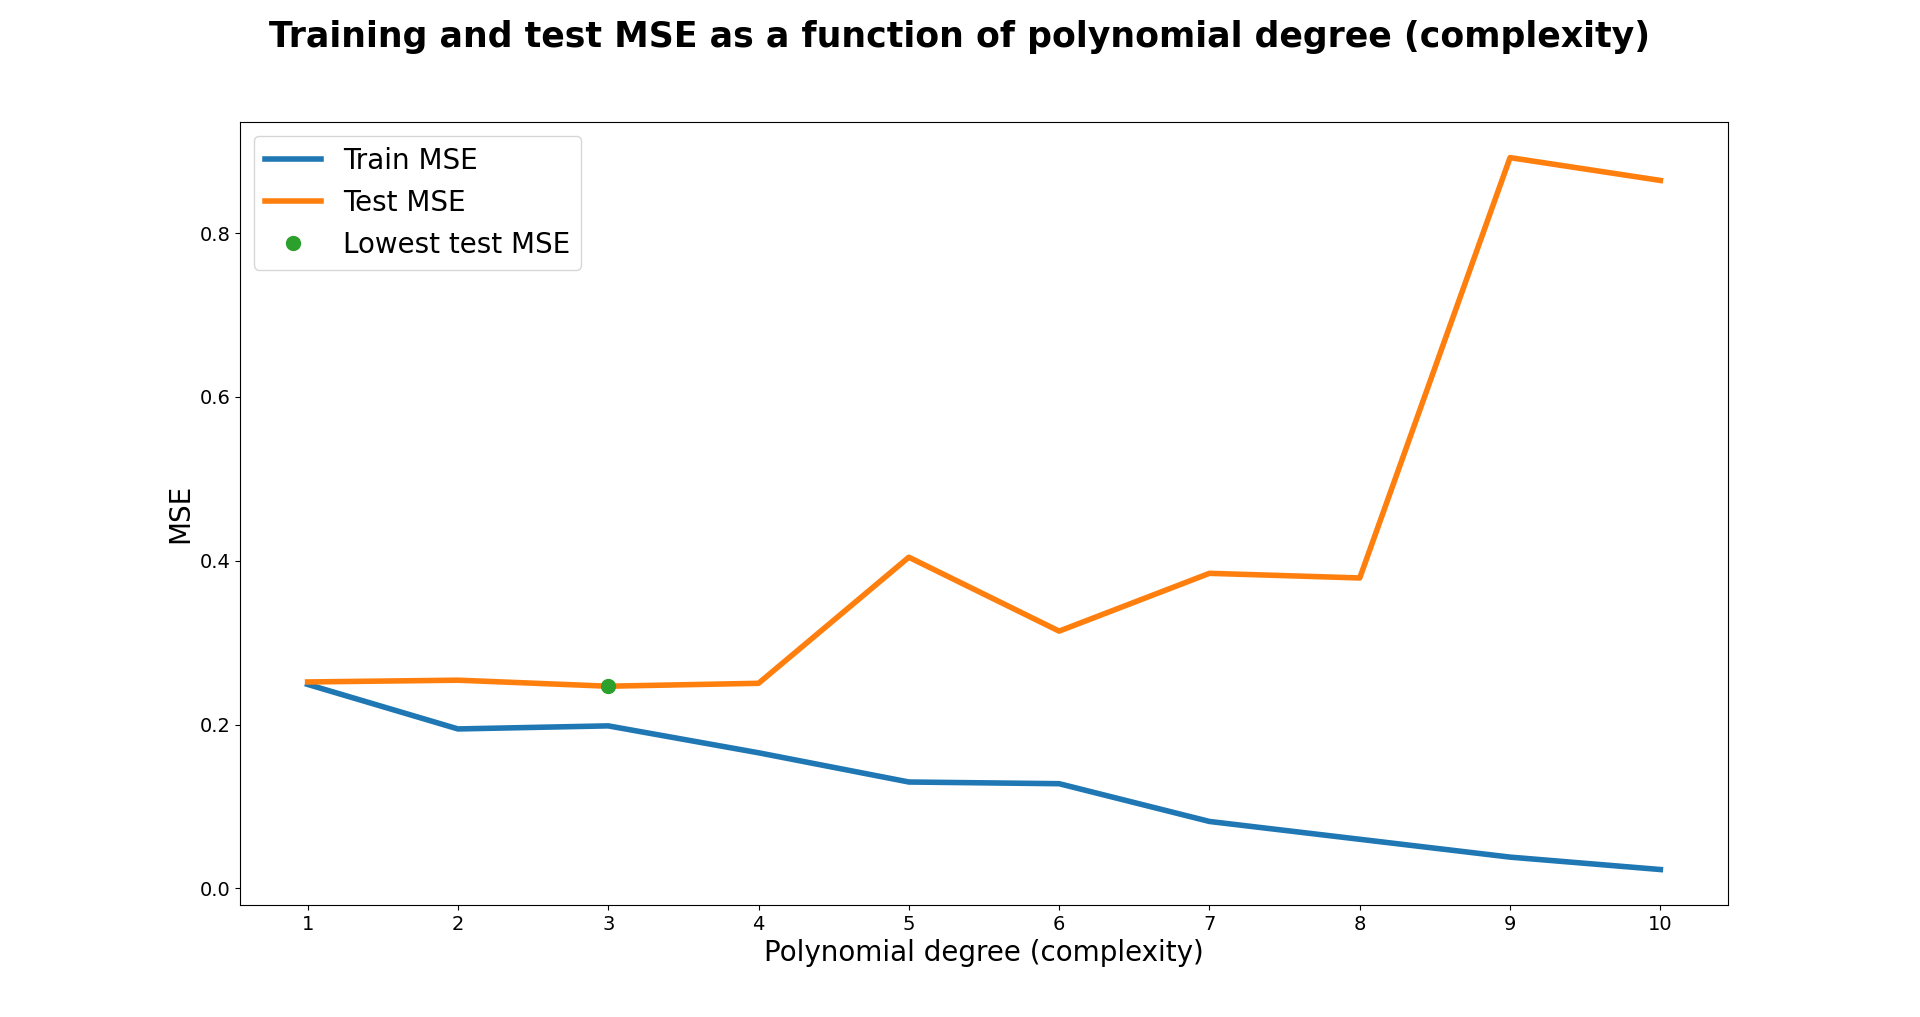 Training and test MSE as a function of polynomial degree (complexity)
Train MSE
Test MSE
Lowest test MSE
MSE
0.8
0.6
0.4
0.2
0.0
1 2 3 4 5 6 7 8 9 10
Polynomial degree (complexity)